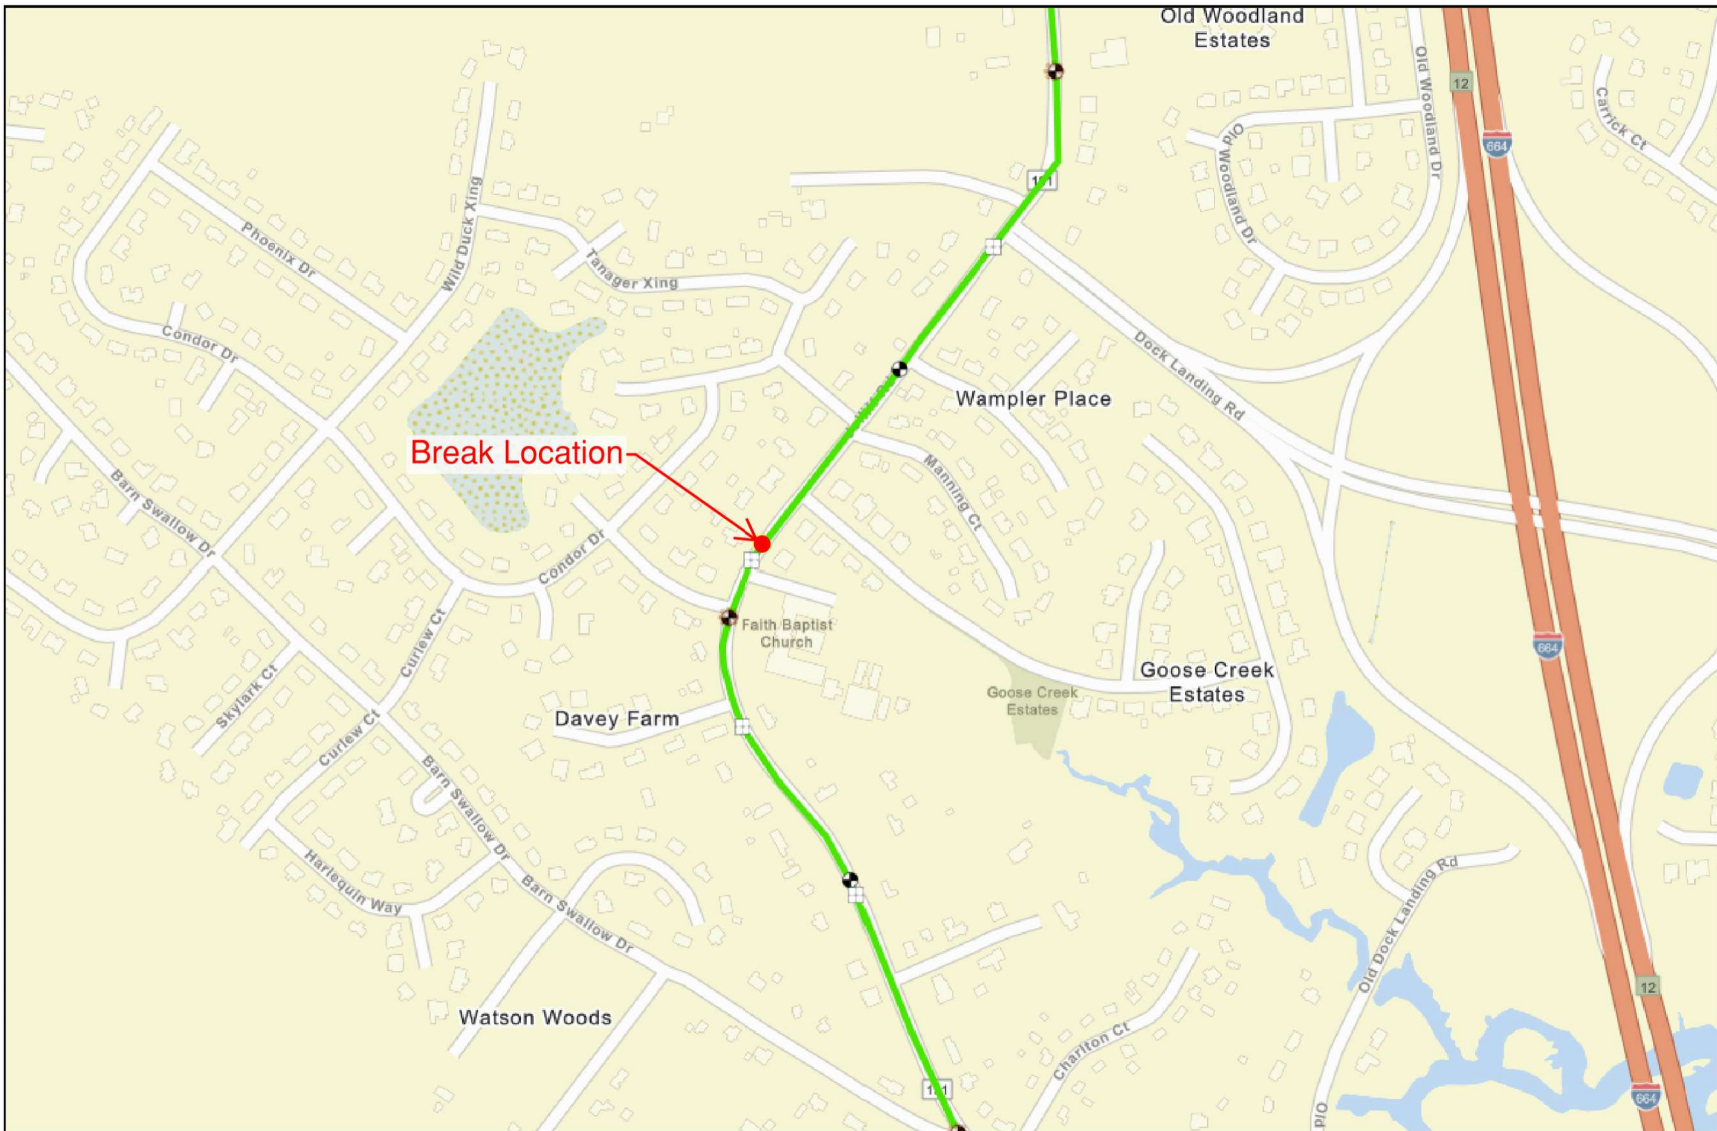 Old Woodland
Estates
12
664
Old Woodland Dr
Old Woodland Dr
Carrick Ct
Wild Duck Xing
Phoenix Dr
Tanager Xing
Condor Dr
Dock Landing Rd
Wampler Place
Break Location
Manning Ct
Barn Swallow Dr
Condor Dr
Curlew Ct
Faith Baptist
Church
664
Goose Creek
Estates
Goose Creek
Estates
Skylark Ct
Davey Farm
Curlew Ct
Barn Swallow Dr
Harlequin Way
Barn Swallow Dr
Old Dock Landing Rd
12
Watson Woods
Charlton Ct
664
Old